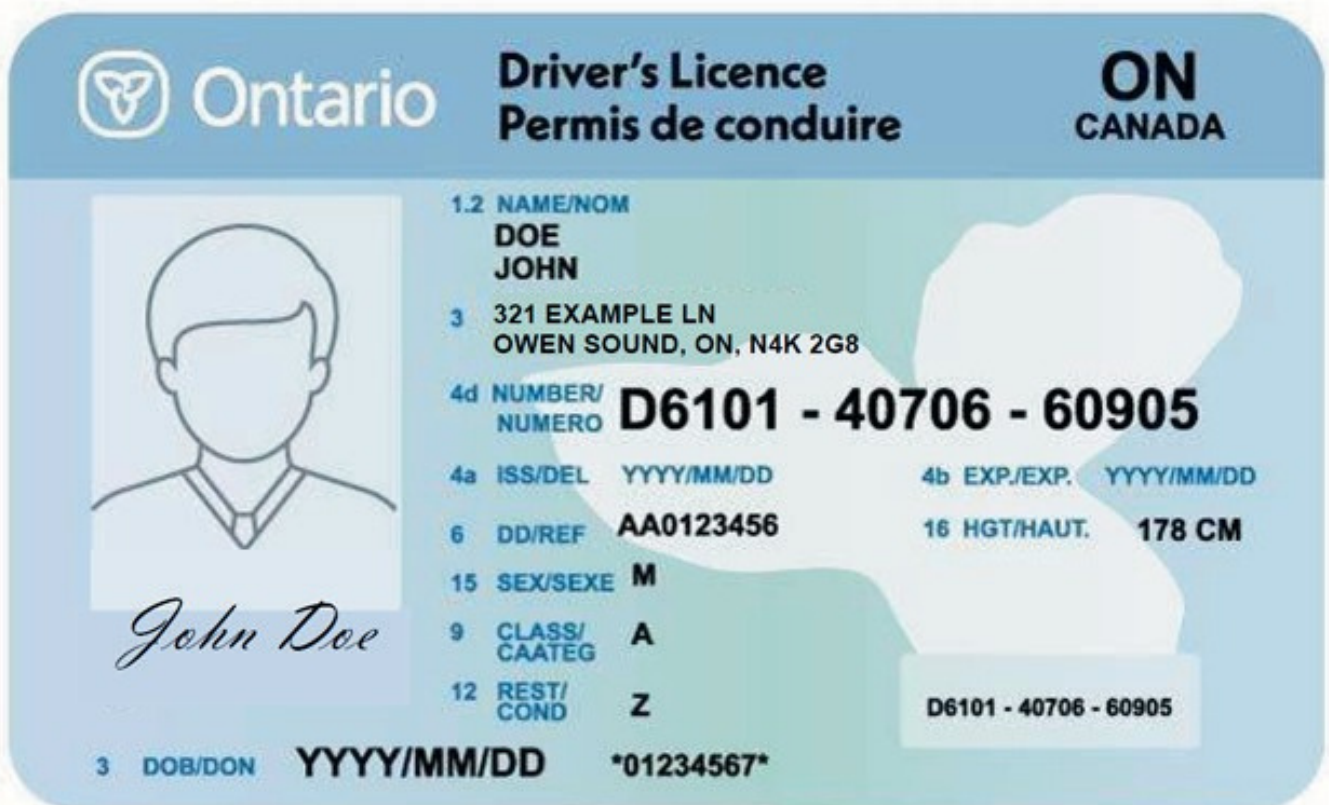 Ontario
Driver's Licence
Permis de conduire
ON
CANADA
1.2 NAME/NOM
DOE
JOHN
3 321 EXAMPLE LN
OWEN SOUND, ON, N4K 2G8
4d NUMBER/
NUMERO D6101 - 40706 - 60905
4a ISS/DEL YYYY/MM/DD 4b EXP./EXP. YYYY/MM/DD
6 DD/REF AA0123456 16 HGT/HAUT. 178 CM
15 SEX/SEXE M
9 CLASS/
CAATEG A
12 REST/
COND Z
John Doe
D6101 - 40706 - 60905
3 DOB/DON YYYY/MM/DD *01234567*